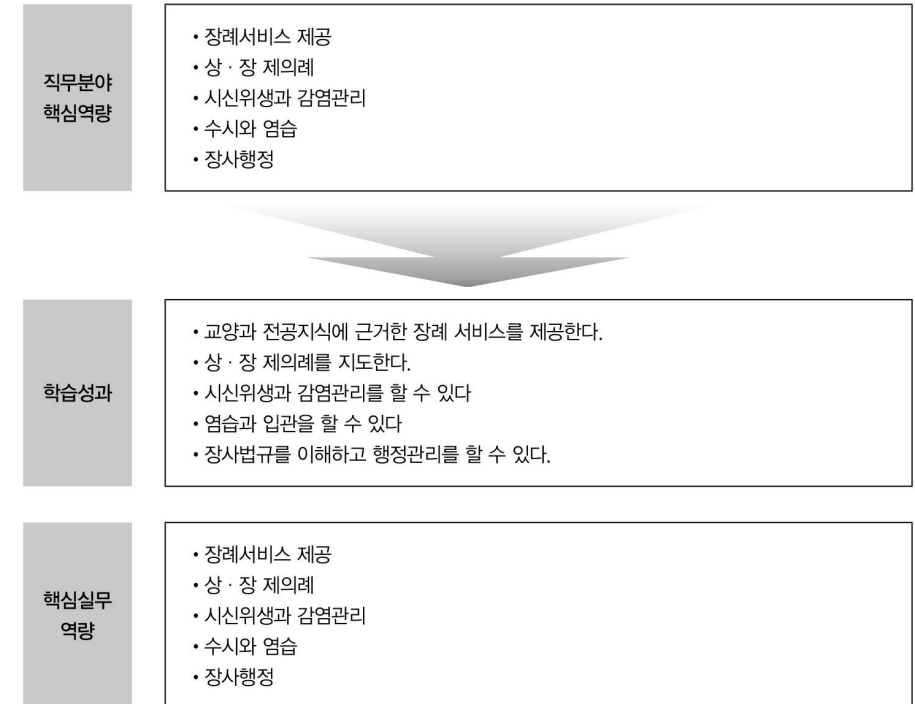 직무분야
핵심역량
• 장례서비스 제공
• 상 · 장 제의례
• 시신위생과 감염관리
• 수시와 염습
• 장사행정
학습성과
• 교양과 전공지식에 근거한 장례 서비스를 제공한다.
• 상 · 장 제의례를 지도한다.
• 시신위생과 감염관리를 할 수 있다
• 염습과 입관을 할 수 있다
• 장사법규를 이해하고 행정관리를 할 수 있다.
핵심실무
역량
• 장례서비스 제공
• 상 · 장 제의례
• 시신위생과 감염관리
• 수시와 염습
• 장사행정